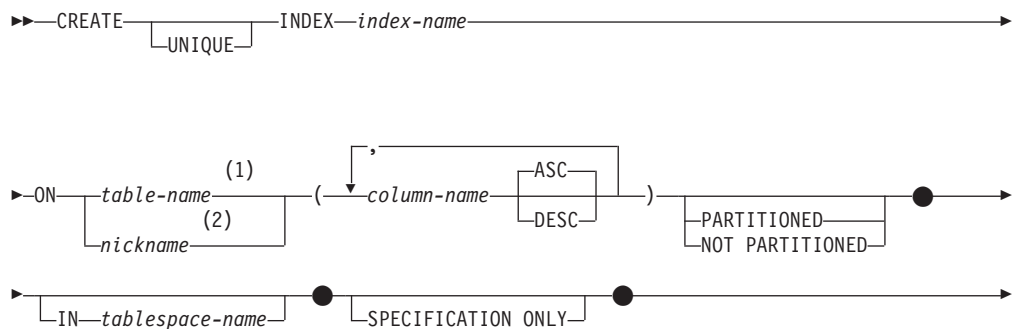 CREATE INDEX index-name
UNIQUE
,
(1) ASC
ON table-name ( column-name )
(2) DESC PARTITIONED
nickname NOT PARTITIONED
IN tablespace-name SPECIFICATION ONLY